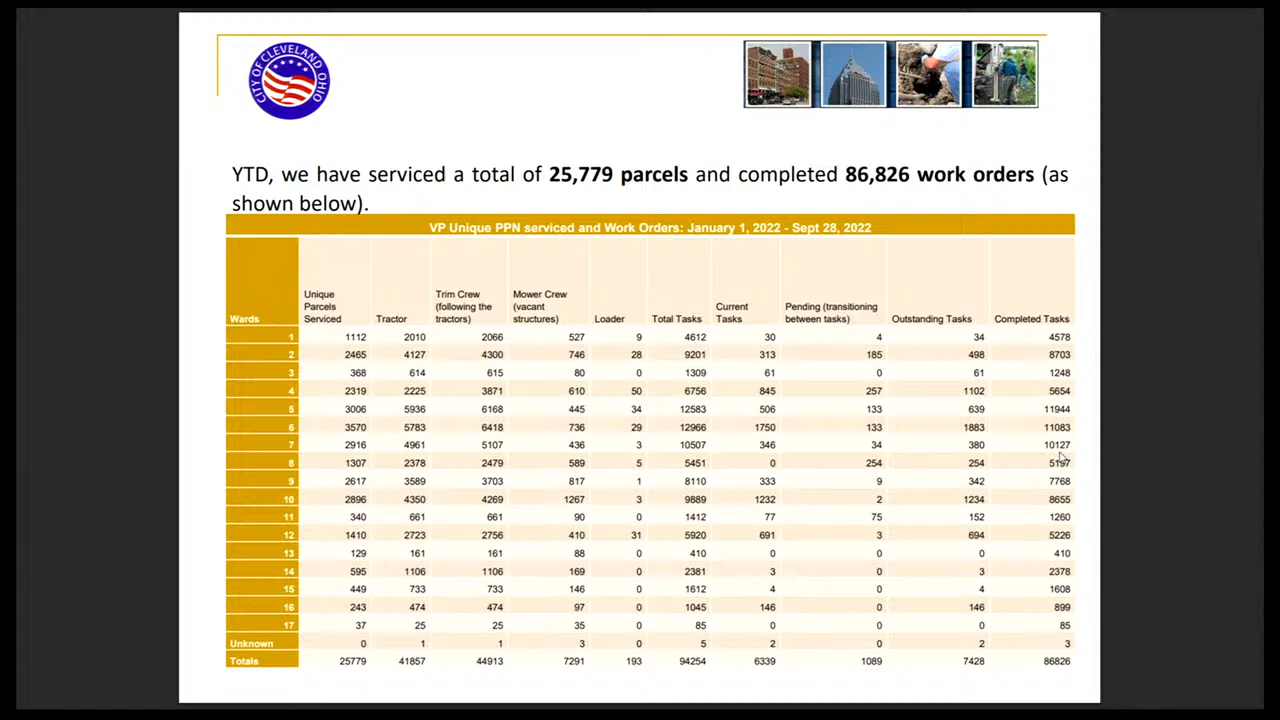 CITY OF CLEVELAND OHIO
YTD, we have serviced a total of 25,779 parcels and completed 86,826 work orders (as
shown below).
VP Unique PPN serviced and Work Orders: January 1, 2022 - Sept 28, 2022
Wards Unique Parcels Serviced Tractor Trim Crew (following the tractors) Mower Crew (vacant structures) Loader Total Tasks Current Tasks Pending (transitioning between tasks) Outstanding Tasks Completed Tasks
1 1112 2010 2066 527 9 4612 30 4 34 4578
2 2465 4127 4300 746 28 9201 313 185 498 8703
3 368 614 615 80 0 1309 61 0 61 1248
4 2319 2225 3871 610 50 6756 845 257 1102 5654
5 3006 5936 6168 445 34 12583 506 133 639 11944
6 3570 5783 6418 736 29 12966 1750 133 1883 11083
7 2916 4961 5107 436 3 10507 346 34 380 10127
8 1307 2378 2479 589 5 5451 0 254 254 5197
9 2617 3589 3703 817 1 8110 333 9 342 7768
10 2896 4350 4269 1267 3 9889 1232 2 1234 8655
11 340 661 661 90 0 1412 77 75 152 1260
12 1410 2723 2756 410 31 5920 691 3 694 5226
13 129 161 161 88 0 410 0 0 0 410
14 595 1106 1106 169 0 2381 3 0 3 2378
15 449 733 733 146 0 1612 4 0 4 1608
16 243 474 474 97 0 1045 146 0 146 899
17 37 25 25 35 0 85 0 0 0 85
Unknown 0 1 1 3 0 5 2 0 2 3
Totals 25779 41857 44913 7291 193 94254 6339 1089 7428 86826